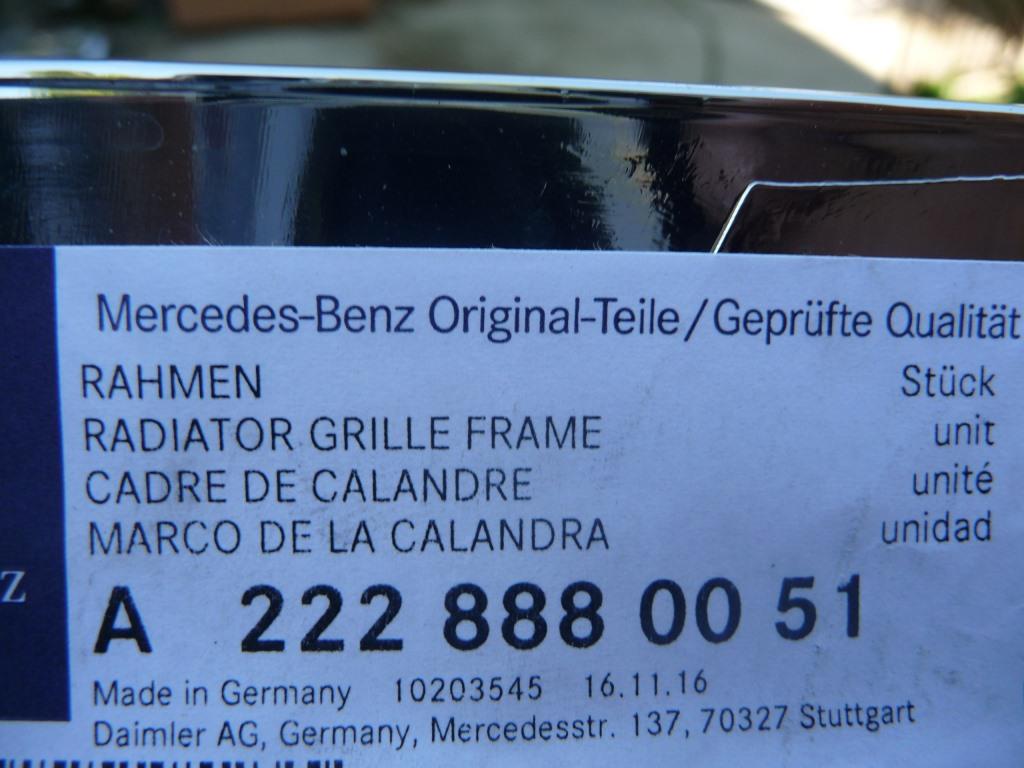 Mercedes-Benz Original-Teile/Geprüfte Qualität
RAHMEN Stück
RADIATOR GRILLE FRAME unit
CADRE DE CALANDRE unité
MARCO DE LA CALANDRA unidad
Z
A 222 888 00 51
Made in Germany 10203545 16.11.16
Daimler AG, Germany, Mercedesstr. 137, 70327 Stuttgart